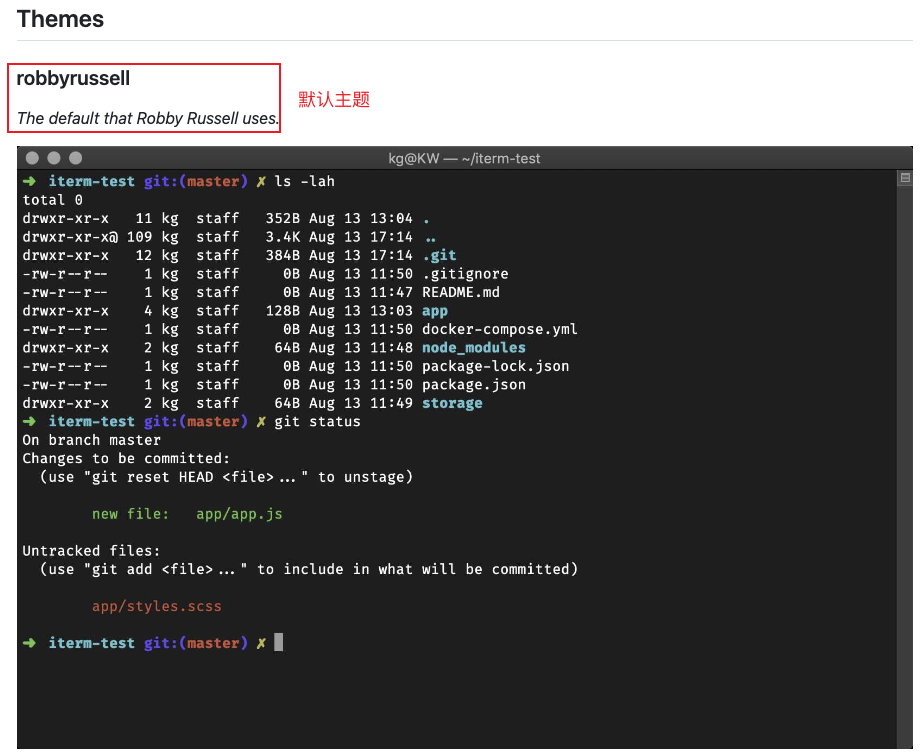 Themes
robbyrussell
默认主题
The default that Robby Russell uses.
kg@KW — ~/iterm-test
➜ iterm-test git:(master) ✗ ls -lah
total 0
drwxr-xr-x   11 kg  staff   352B Aug 13 13:04 .
drwxr-xr-x@ 109 kg  staff   3.4K Aug 13 17:14 ..
drwxr-xr-x   12 kg  staff   384B Aug 13 17:14 .git
-rw-r--r--    1 kg  staff     0B Aug 13 11:50 .gitignore
-rw-r--r--    1 kg  staff     0B Aug 13 11:47 README.md
drwxr-xr-x    4 kg  staff   128B Aug 13 13:03 app
-rw-r--r--    1 kg  staff     0B Aug 13 11:50 docker-compose.yml
drwxr-xr-x    2 kg  staff    64B Aug 13 11:48 node_modules
-rw-r--r--    1 kg  staff     0B Aug 13 11:50 package-lock.json
-rw-r--r--    1 kg  staff     0B Aug 13 11:50 package.json
drwxr-xr-x    2 kg  staff    64B Aug 13 11:49 storage
➜ iterm-test git:(master) ✗ git status
On branch master
Changes to be committed:
  (use "git reset HEAD <file>..." to unstage)
        new file:   app/app.js
Untracked files:
  (use "git add <file>..." to include in what will be committed)
        app/styles.scss
➜ iterm-test git:(master) ✗